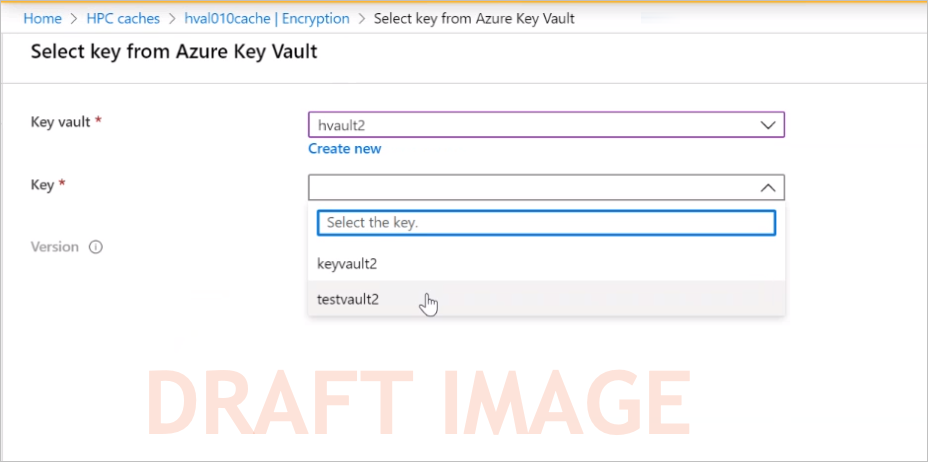 Home > HPC caches > hval010cache | Encryption > Select key from Azure Key Vault
Select key from Azure Key Vault
Key vault *
hvault2
Create new
Key *
Select the key.
Version
keyvault2
testvault2
DRAFT IMAGE